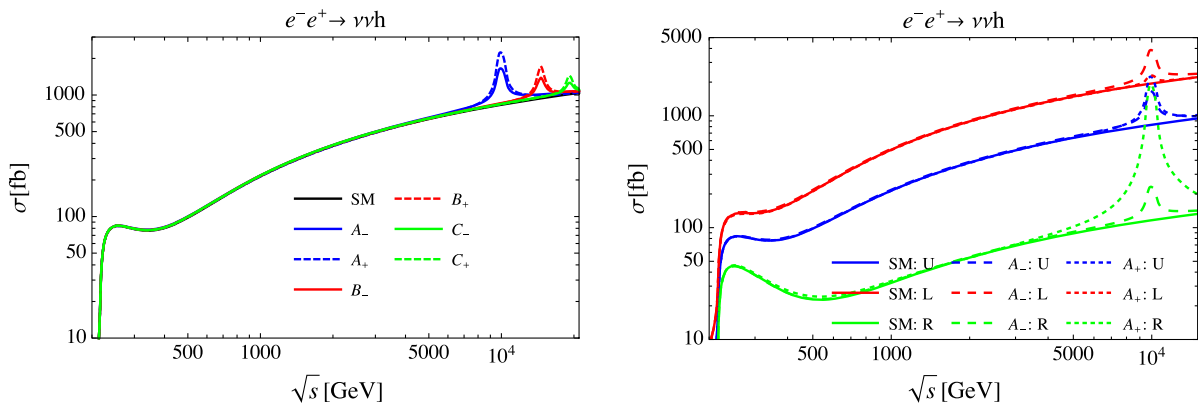 e⁻e⁺→ ννh
σ[fb]
1000
500
100
50
10
SM
A₋
A₊
B₋
B₊
C₋
C₊
500
1000
5000
10⁴
√s [GeV]
e⁻e⁺→ ννh
σ[fb]
5000
1000
500
100
50
10
SM: U
A₋: U
A₊: U
SM: L
A₋: L
A₊: L
SM: R
A₋: R
A₊: R
500
1000
5000
10⁴
√s [GeV]